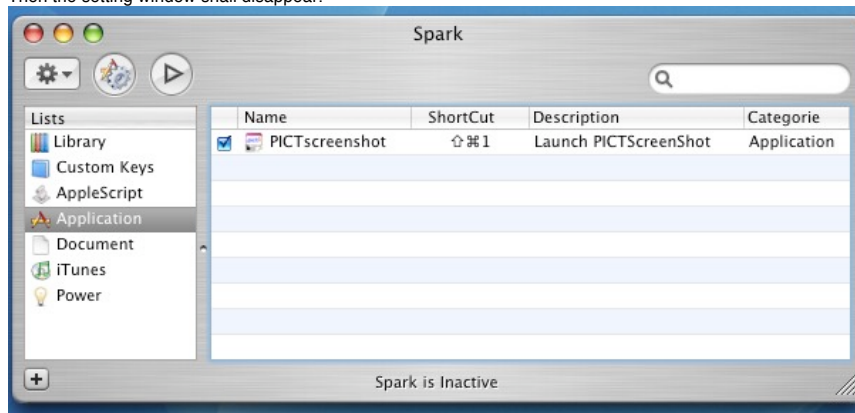 Then the setting window shall disappear.
Spark
Lists
Name ShortCut Description Categorie
Library
PICTscreenshot ⇧⌘1 Launch PICTScreenShot Application
Custom Keys
AppleScript
Application
Document
iTunes
Power
Spark is Inactive